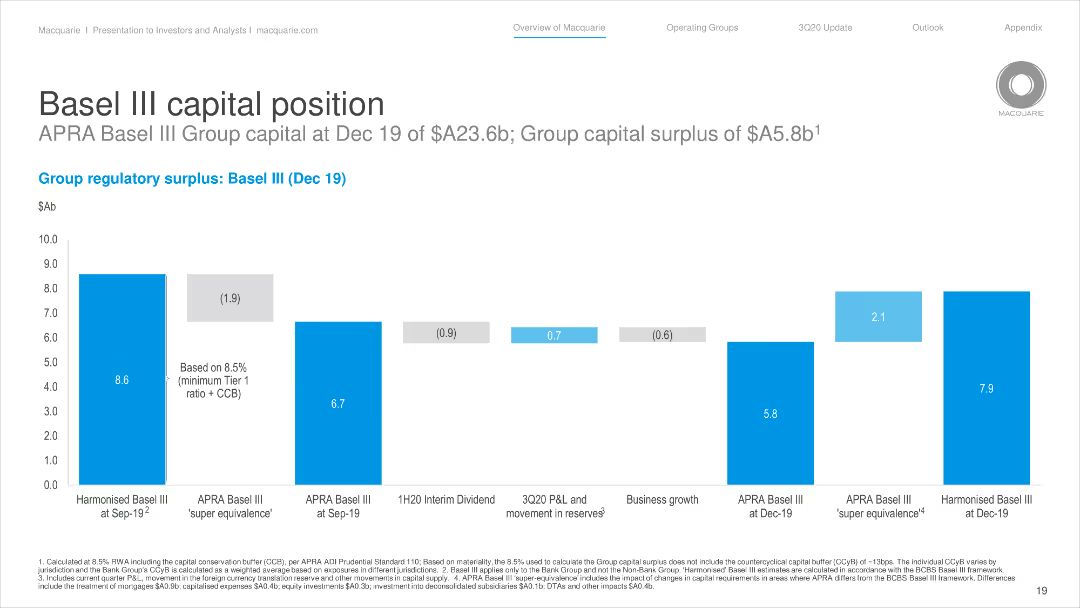 Macquarie | Presentation to Investors and Analysts | macquarie.com
Overview of Macquarie
Operating Groups
3Q20 Update
Outlook
Appendix
MACQUARIE
Basel III capital position
APRA Basel III Group capital at Dec 19 of $A23.6b; Group capital surplus of $A5.8b1
Group regulatory surplus: Basel III (Dec 19)
$Ab
10.0
9.0
8.0
7.0
6.0
5.0
4.0
3.0
2.0
1.0
0.0
8.6
(1.9)
Based on 8.5%
(minimum Tier 1
ratio + CCB)
6.7
(0.9)
0.7
(0.6)
5.8
2.1
7.9
Harmonised Basel III
at Sep-19 2
APRA Basel III
'super equivalence'
APRA Basel III
at Sep-19
1H20 Interim Dividend
3Q20 P&L and
movement in reserves3
Business growth
APRA Basel III
at Dec-19
APRA Basel III
'super equivalence'4
Harmonised Basel III
at Dec-19
1. Calculated at 8.5% RWA including the capital conservation buffer (CCB), per APRA ADI Prudential Standard 110; Based on materiality, the 8.5% used to calculate the Group capital surplus does not include the countercyclical capital buffer (CCyB) of ~13bps. The individual CCyB varies by
jurisdiction and the Bank Group's CCyB is calculated as a weighted average based on exposures in different jurisdictions. 2. Basel III applies only to the Bank Group and not the Non-Bank Group. 'Harmonised' Basel III estimates are calculated in accordance with the BCBS Basel III framework.
3. Includes current quarter P&L, movement in the foreign currency translation reserve and other movements in capital supply. 4. APRA Basel III 'super-equivalence' includes the impact of changes in capital requirements in areas where APRA differs from the BCBS Basel III framework. Differences
include the treatment of mortgages $A0.9b; capitalised expenses $A0.4b; equity investments $A0.3b; investment into deconsolidated subsidiaries $A0.1b; DTAs and other impacts $A0.4b.
19